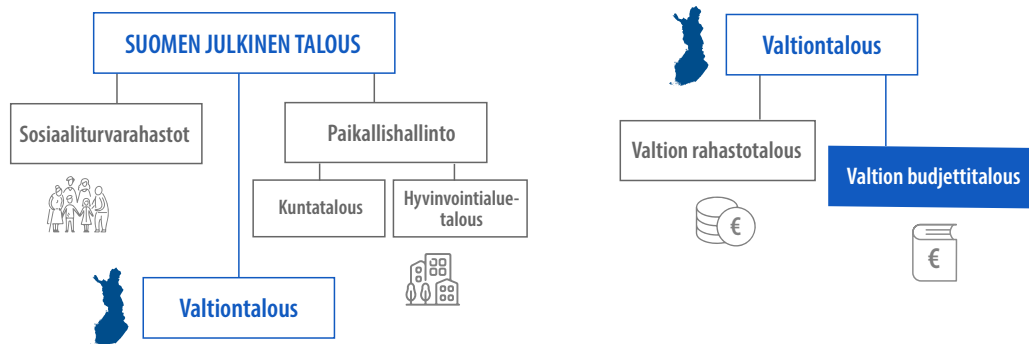 SUOMEN JULKINEN TALOUS
Sosiaaliturvarahastot
Paikallishallinto
Kuntatalous
Hyvinvointialue-
talous
Valtiontalous
Valtiontalous
Valtion rahastotalous
Valtion budjettitalous
€
€